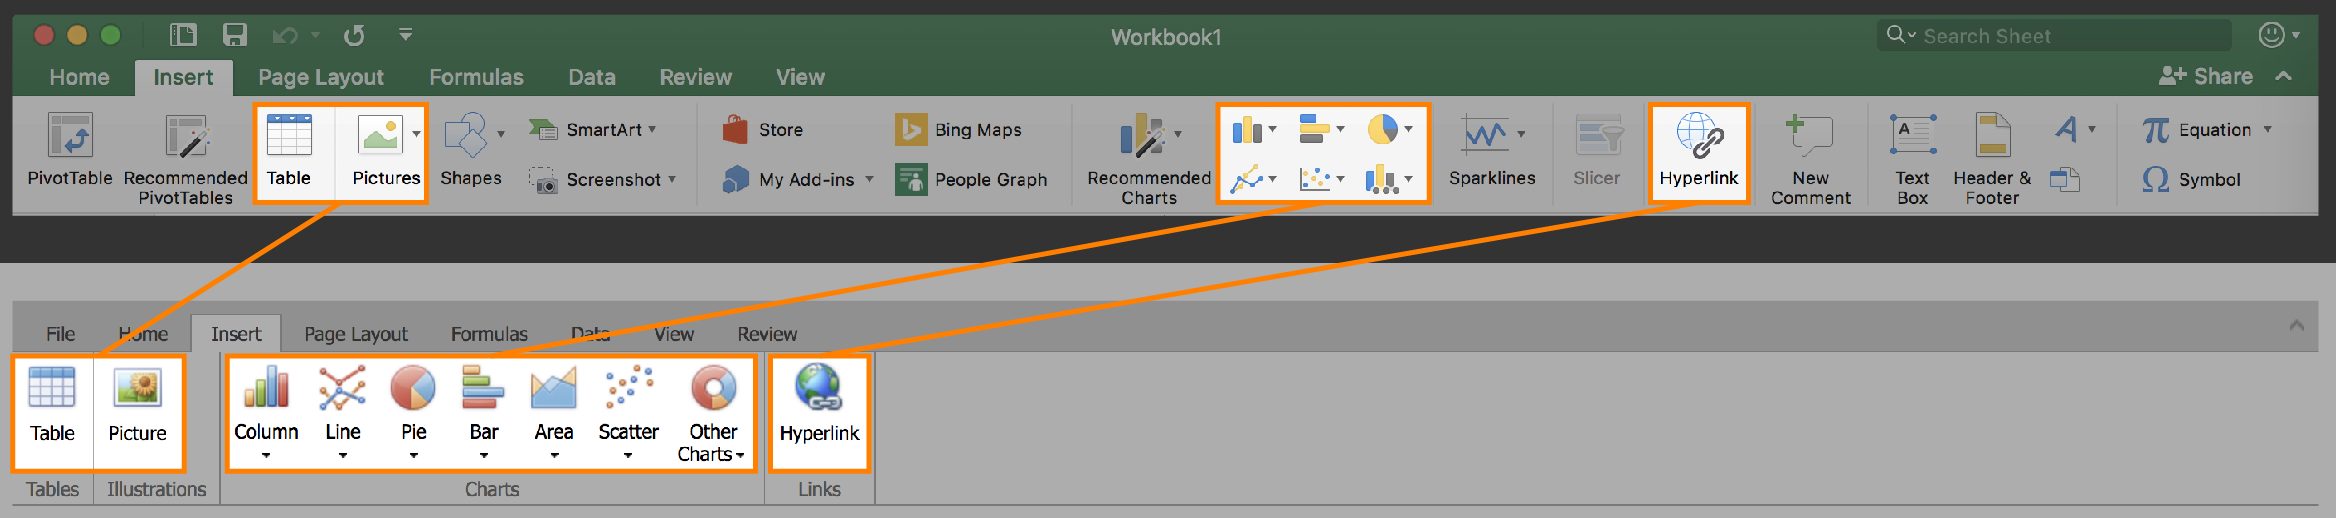 Workbook1
Search Sheet
Home Insert Page Layout Formulas Data Review View
Share
PivotTable
Recommended
PivotTables
Table
Pictures
Shapes
SmartArt
Screenshot
Store
My Add-ins
Bing Maps
People Graph
Recommended
Charts
Sparklines
Slicer
Hyperlink
New
Comment
Text
Box
Header &
Footer
Equation
Symbol
File Home Insert Page Layout Formulas Data View Review
Table
Picture
Column
Line
Pie
Bar
Area
Scatter
Other
Charts
Hyperlink
Tables
Illustrations
Charts
Links